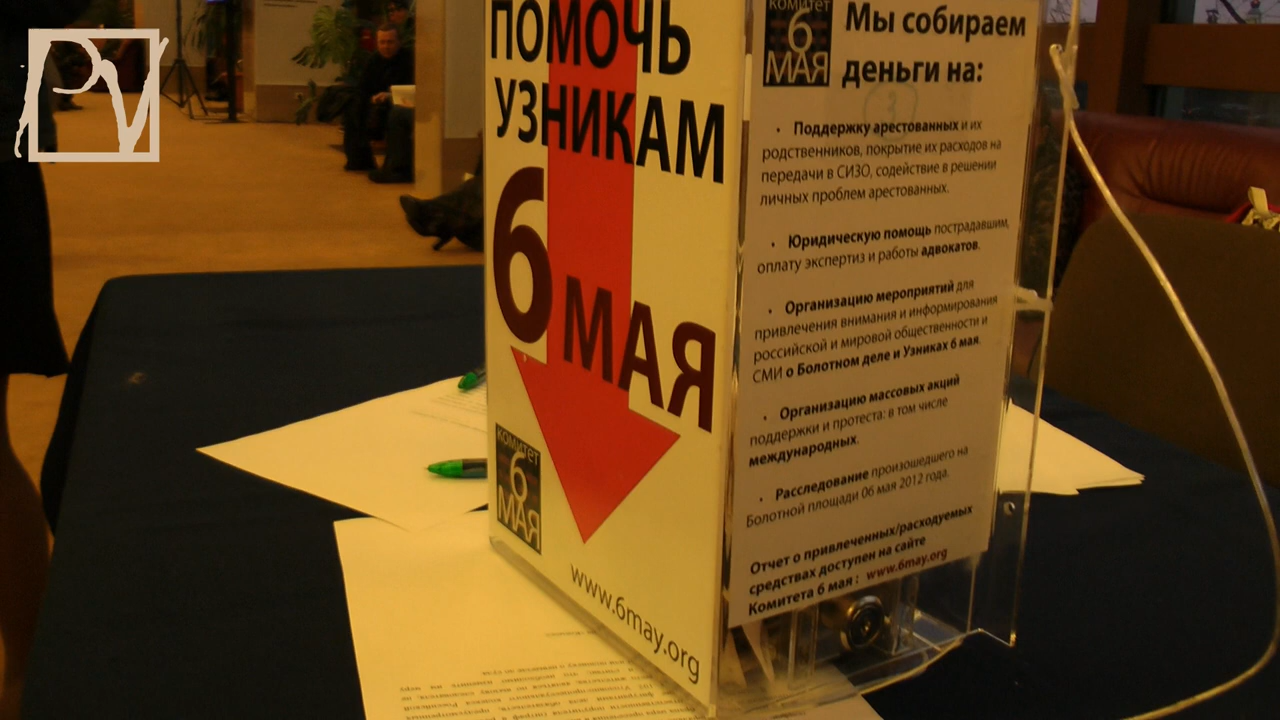 PV
ПОМОЧЬ
УЗНИКАМ
6 МАЯ
КОМИТЕТ
6
МАЯ
www.6may.org
КОМИТЕТ
6
МАЯ
Мы собираем
деньги на:
• Поддержку арестованных и их
родственников, покрытие их расходов на
передачи в СИЗО, содействие в решении
личных проблем арестованных.
• Юридическую помощь пострадавшим,
оплату экспертиз и работы адвокатов.
• Организацию мероприятий для
привлечения внимания и информирования
российской и мировой общественности и
СМИ о Болотном деле и Узниках 6 мая.
• Организацию массовых акций
поддержки и протеста: в том числе
международных.
• Расследование произошедшего на
Болотной площади 06 мая 2012 года.
Отчет о привлеченных/расходуемых
средствах доступен на сайте
Комитета 6 мая : www.6may.org